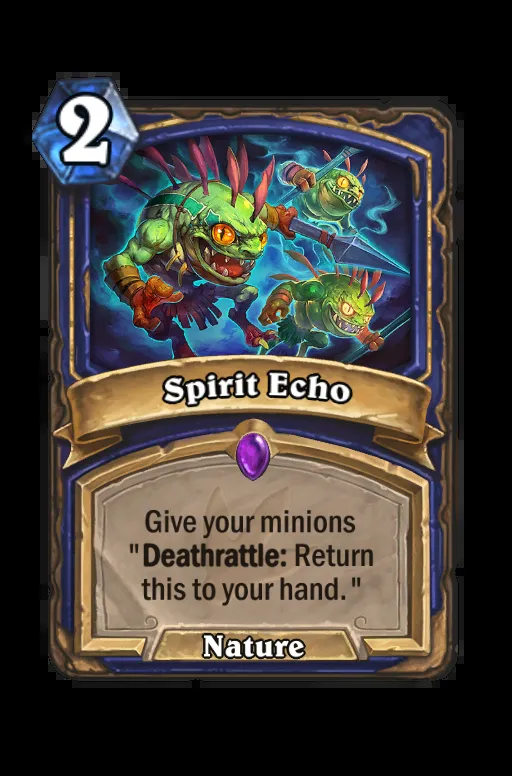 2
Spirit Echo
Give your minions
"Deathrattle: Return
this to your hand."
Nature